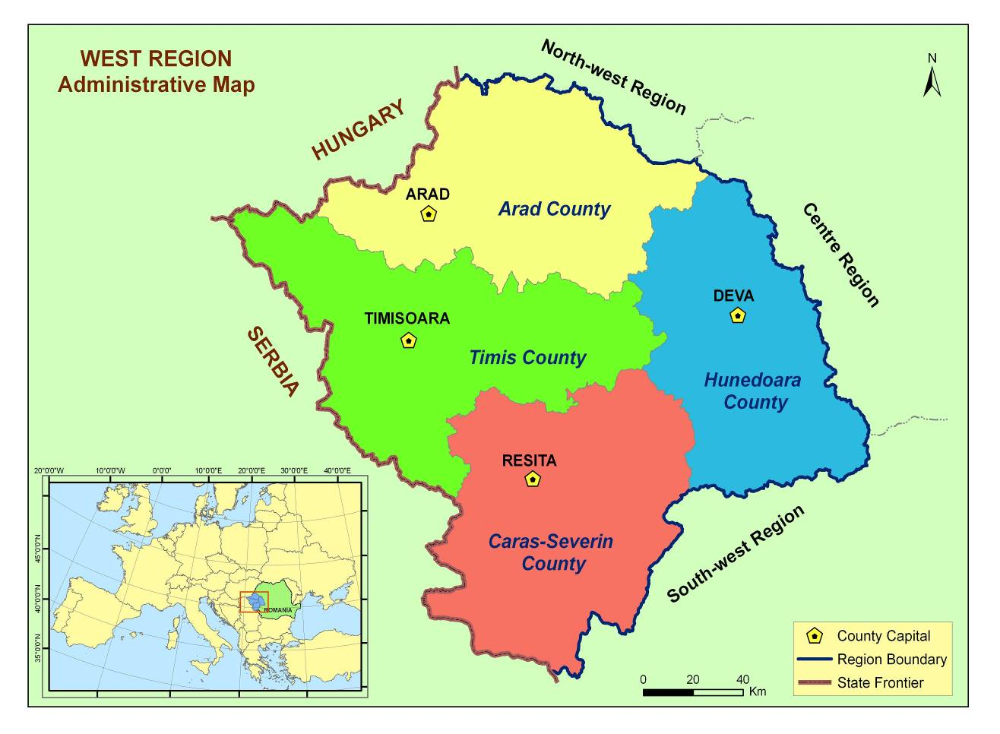 WEST REGION
Administrative Map
North-west Region
N
HUNGARY
ARAD
Arad County
Centre Region
DEVA
TIMISOARA
SERBIA
Timis County
Hunedoara
County
RESITA
Caras-Severin
County
South-west Region
20°0'0"W
10°0'0"W
0°0'0"
10°0'0"E
20°0'0"E
30°0'0"E
40°0'0"E
45°0'0"N
40°0'0"N
35°0'0"N
ROMANIA
County Capital
Region Boundary
State Frontier
0 20 40
Km